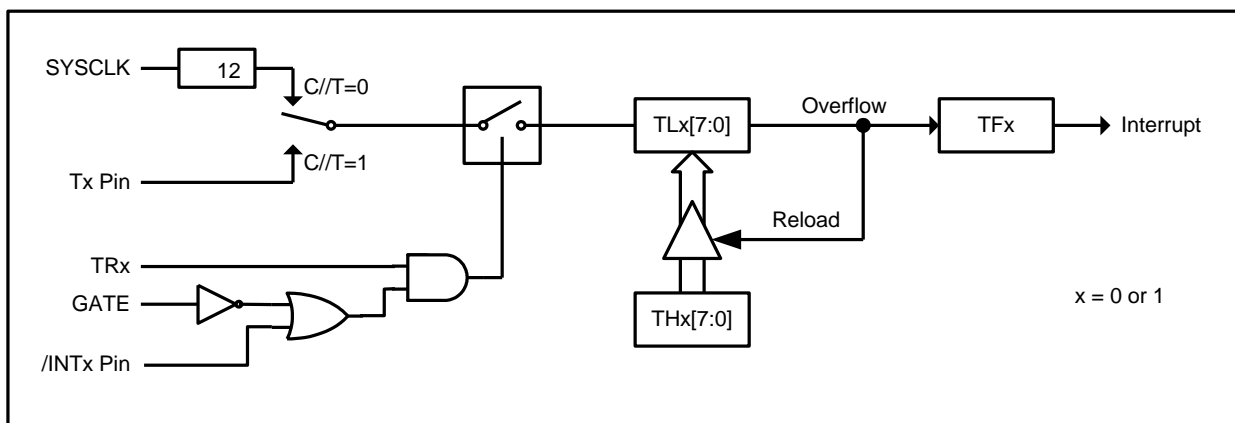 SYSCLK
12
C//T=0
Overflow
TLx[7:0]
TFx
Interrupt
C//T=1
Tx Pin
Reload
TRx
GATE
THx[7:0]
x = 0 or 1
/INTx Pin